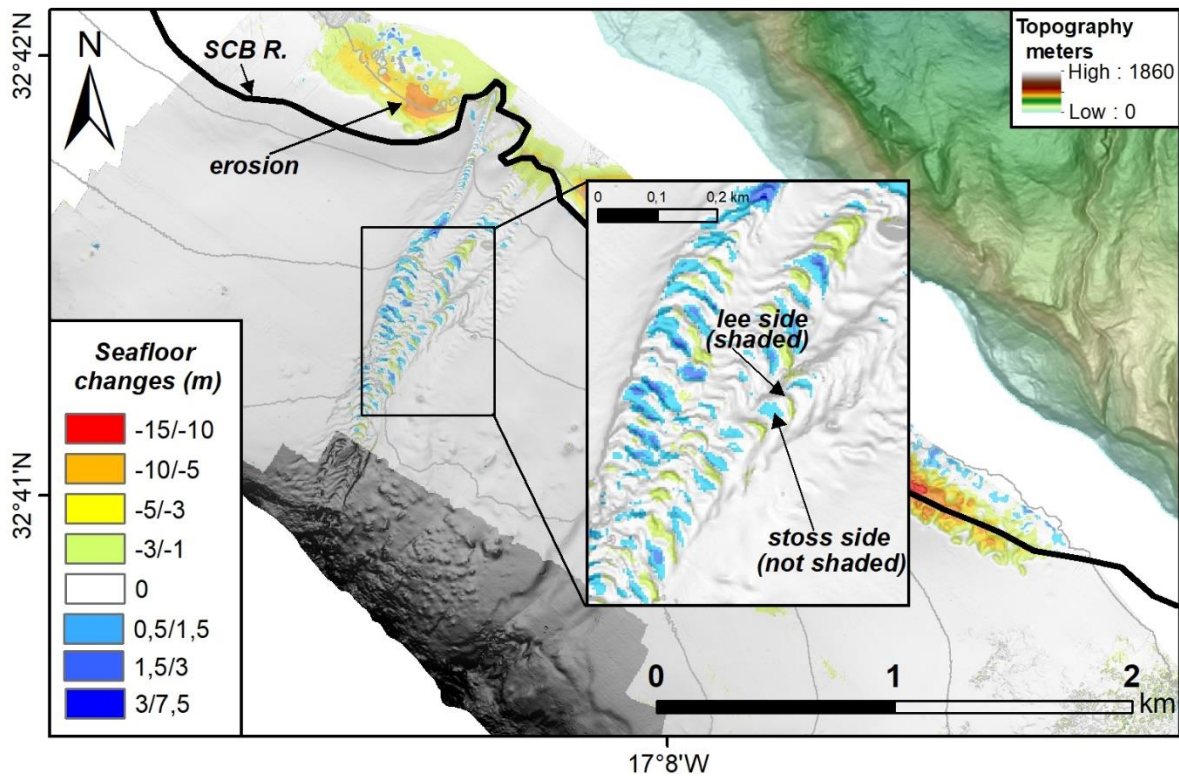 32°42'N
N
SCB R.
erosion
Topography
meters
High : 1860
Low : 0
0 0,1 0,2 km
lee side
(shaded)
stoss side
(not shaded)
Seafloor
changes (m)
-15/-10
-10/-5
-5/-3
-3/-1
0
0,5/1,5
1,5/3
3/7,5
32°41'N
0 1 2
km
17°8'W